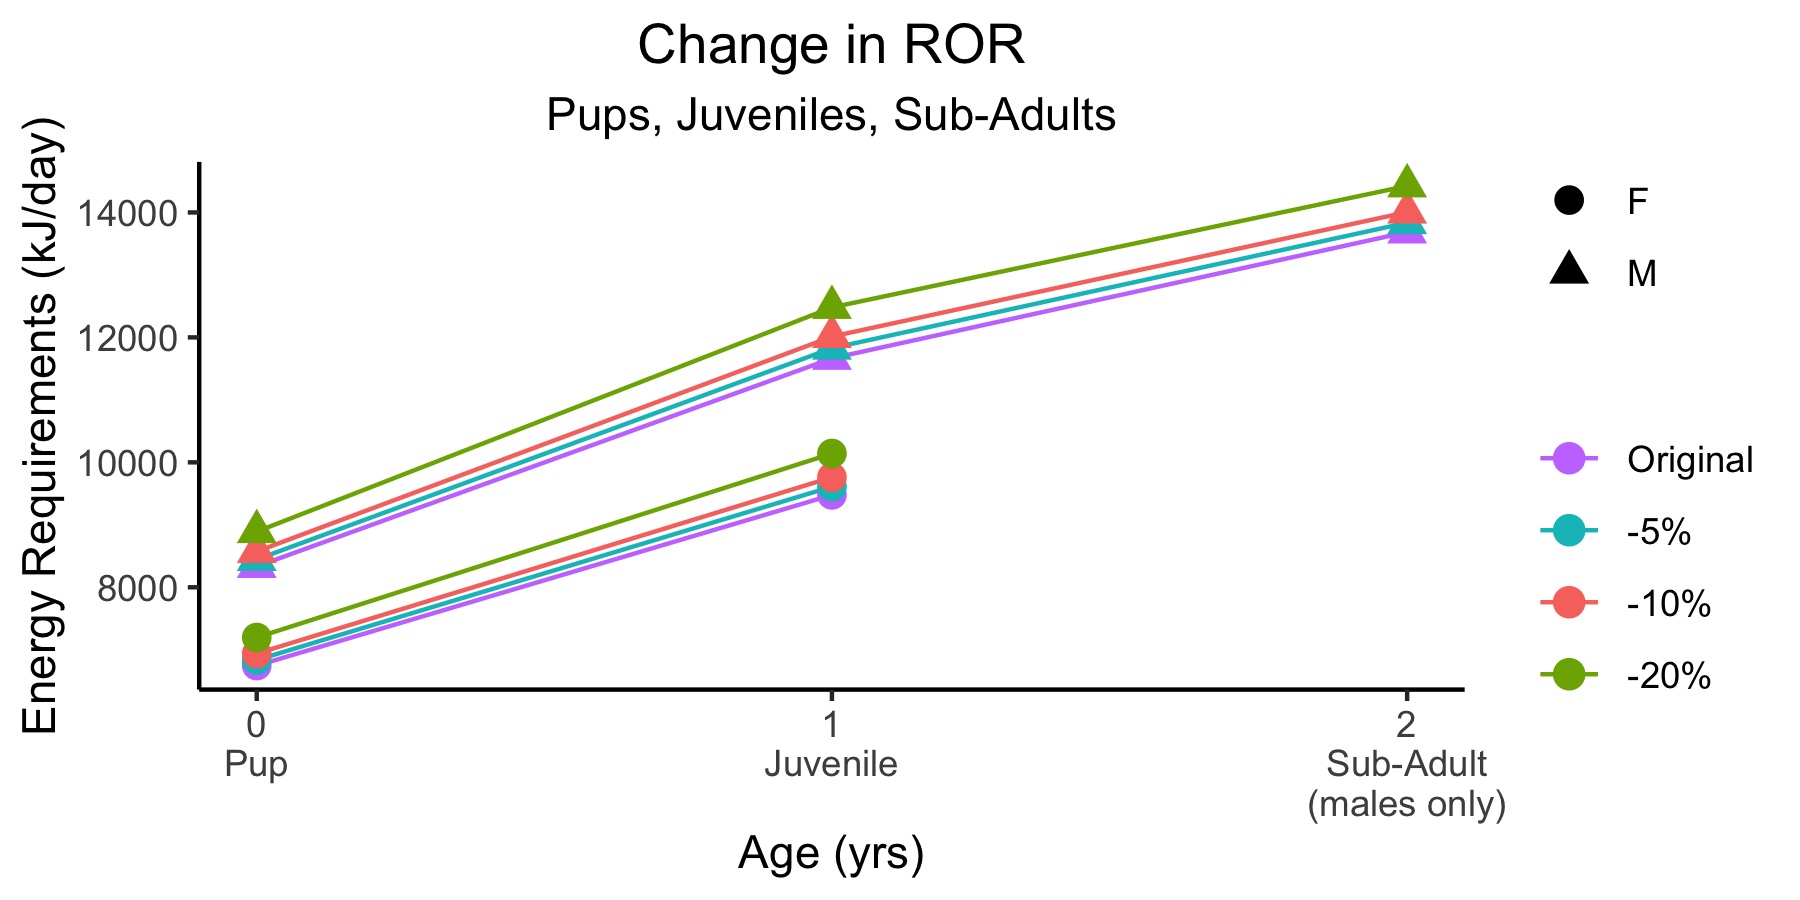 Change in ROR
Pups, Juveniles, Sub-Adults
Energy Requirements (kJ/day)
14000
12000
10000
8000
0
Pup
1
Juvenile
2
Sub-Adult
(males only)
Age (yrs)
F
M
Original
-5%
-10%
-20%